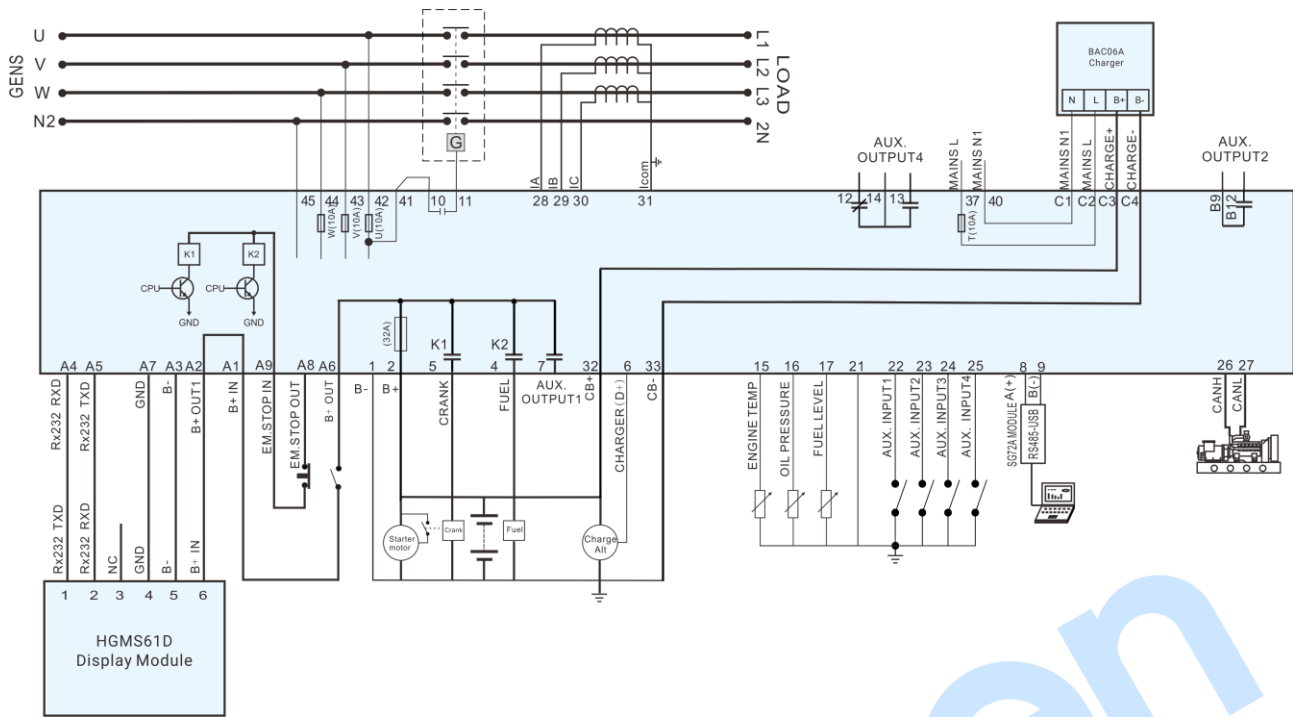 GENS
U
V
W
N2
G
L1
L2
L3
2N
LOAD
BAC06A
Charger
N L B+ B-
IA
IB
IC
Icom
AUX.
OUTPUT4
MAINS L
MAINS N1
MAINS N1
MAINS L
CHARGE+
CHARGE-
AUX.
OUTPUT2
45 44 43 42 41 10 11 28 29 30 31 12 14 13 37 40 C1 C2 C3 C4 B9 B12
W(10A)
V(10A)
U(10A)
T(10A)
K1 K2
CPU CPU
GND GND
(32A)
K1 K2
A4 A5 A7 A3 A2 A1 A9 A8 A6 1 2 5 4 7 32 6 33 15 16 17 21 22 23 24 25 8 9 26 27
Rx232 RXD
Rx232 TXD
GND
B-
B+ OUT1
B+ IN
EM.STOP IN
EM.STOP OUT
B+ OUT
B-
B+
CRANK
FUEL
AUX.
OUTPUT1
CB+
CHARGER(D+)
CB-
ENGINE TEMP
OIL PRESSURE
FUEL LEVEL
AUX. INPUT1
AUX. INPUT2
AUX. INPUT3
AUX. INPUT4
A(+)
B(-)
SG72A MODULE
RS485-USB
CANH
CANL
Starter
motor
Crank
Fuel
Charge
Alt
Rx232 TXD
Rx232 RXD
NC
GND
B-
B+ IN
1 2 3 4 5 6
HGMS61D
Display Module
en